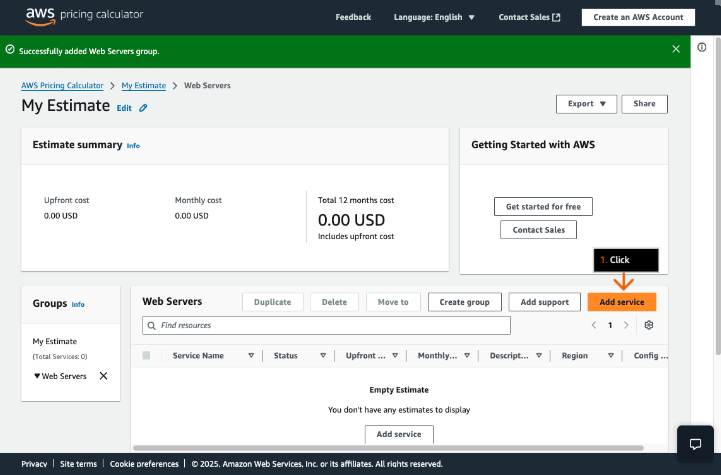 aws pricing calculator
Feedback Language: English Contact Sales Create an AWS Account
Successfully added Web Servers group.
AWS Pricing Calculator > My Estimate > Web Servers
My Estimate Edit
Export Share
Estimate summary Info
Getting Started with AWS
Upfront cost
0.00 USD
Monthly cost
0.00 USD
Total 12 months cost
0.00 USD
Includes upfront cost
Get started for free
Contact Sales
1. Click
Groups Info
My Estimate
(Total Services: 0)
Web Servers
Web Servers Duplicate Delete Move to Create group Add support Add service
Find resources
1
Service Name Status Upfront ... Monthly... Descript... Region Config ...
Empty Estimate
You don't have any estimates to display
Add service
Privacy | Site terms | Cookie preferences | © 2025, Amazon Web Services, Inc. or its affiliates. All rights reserved.